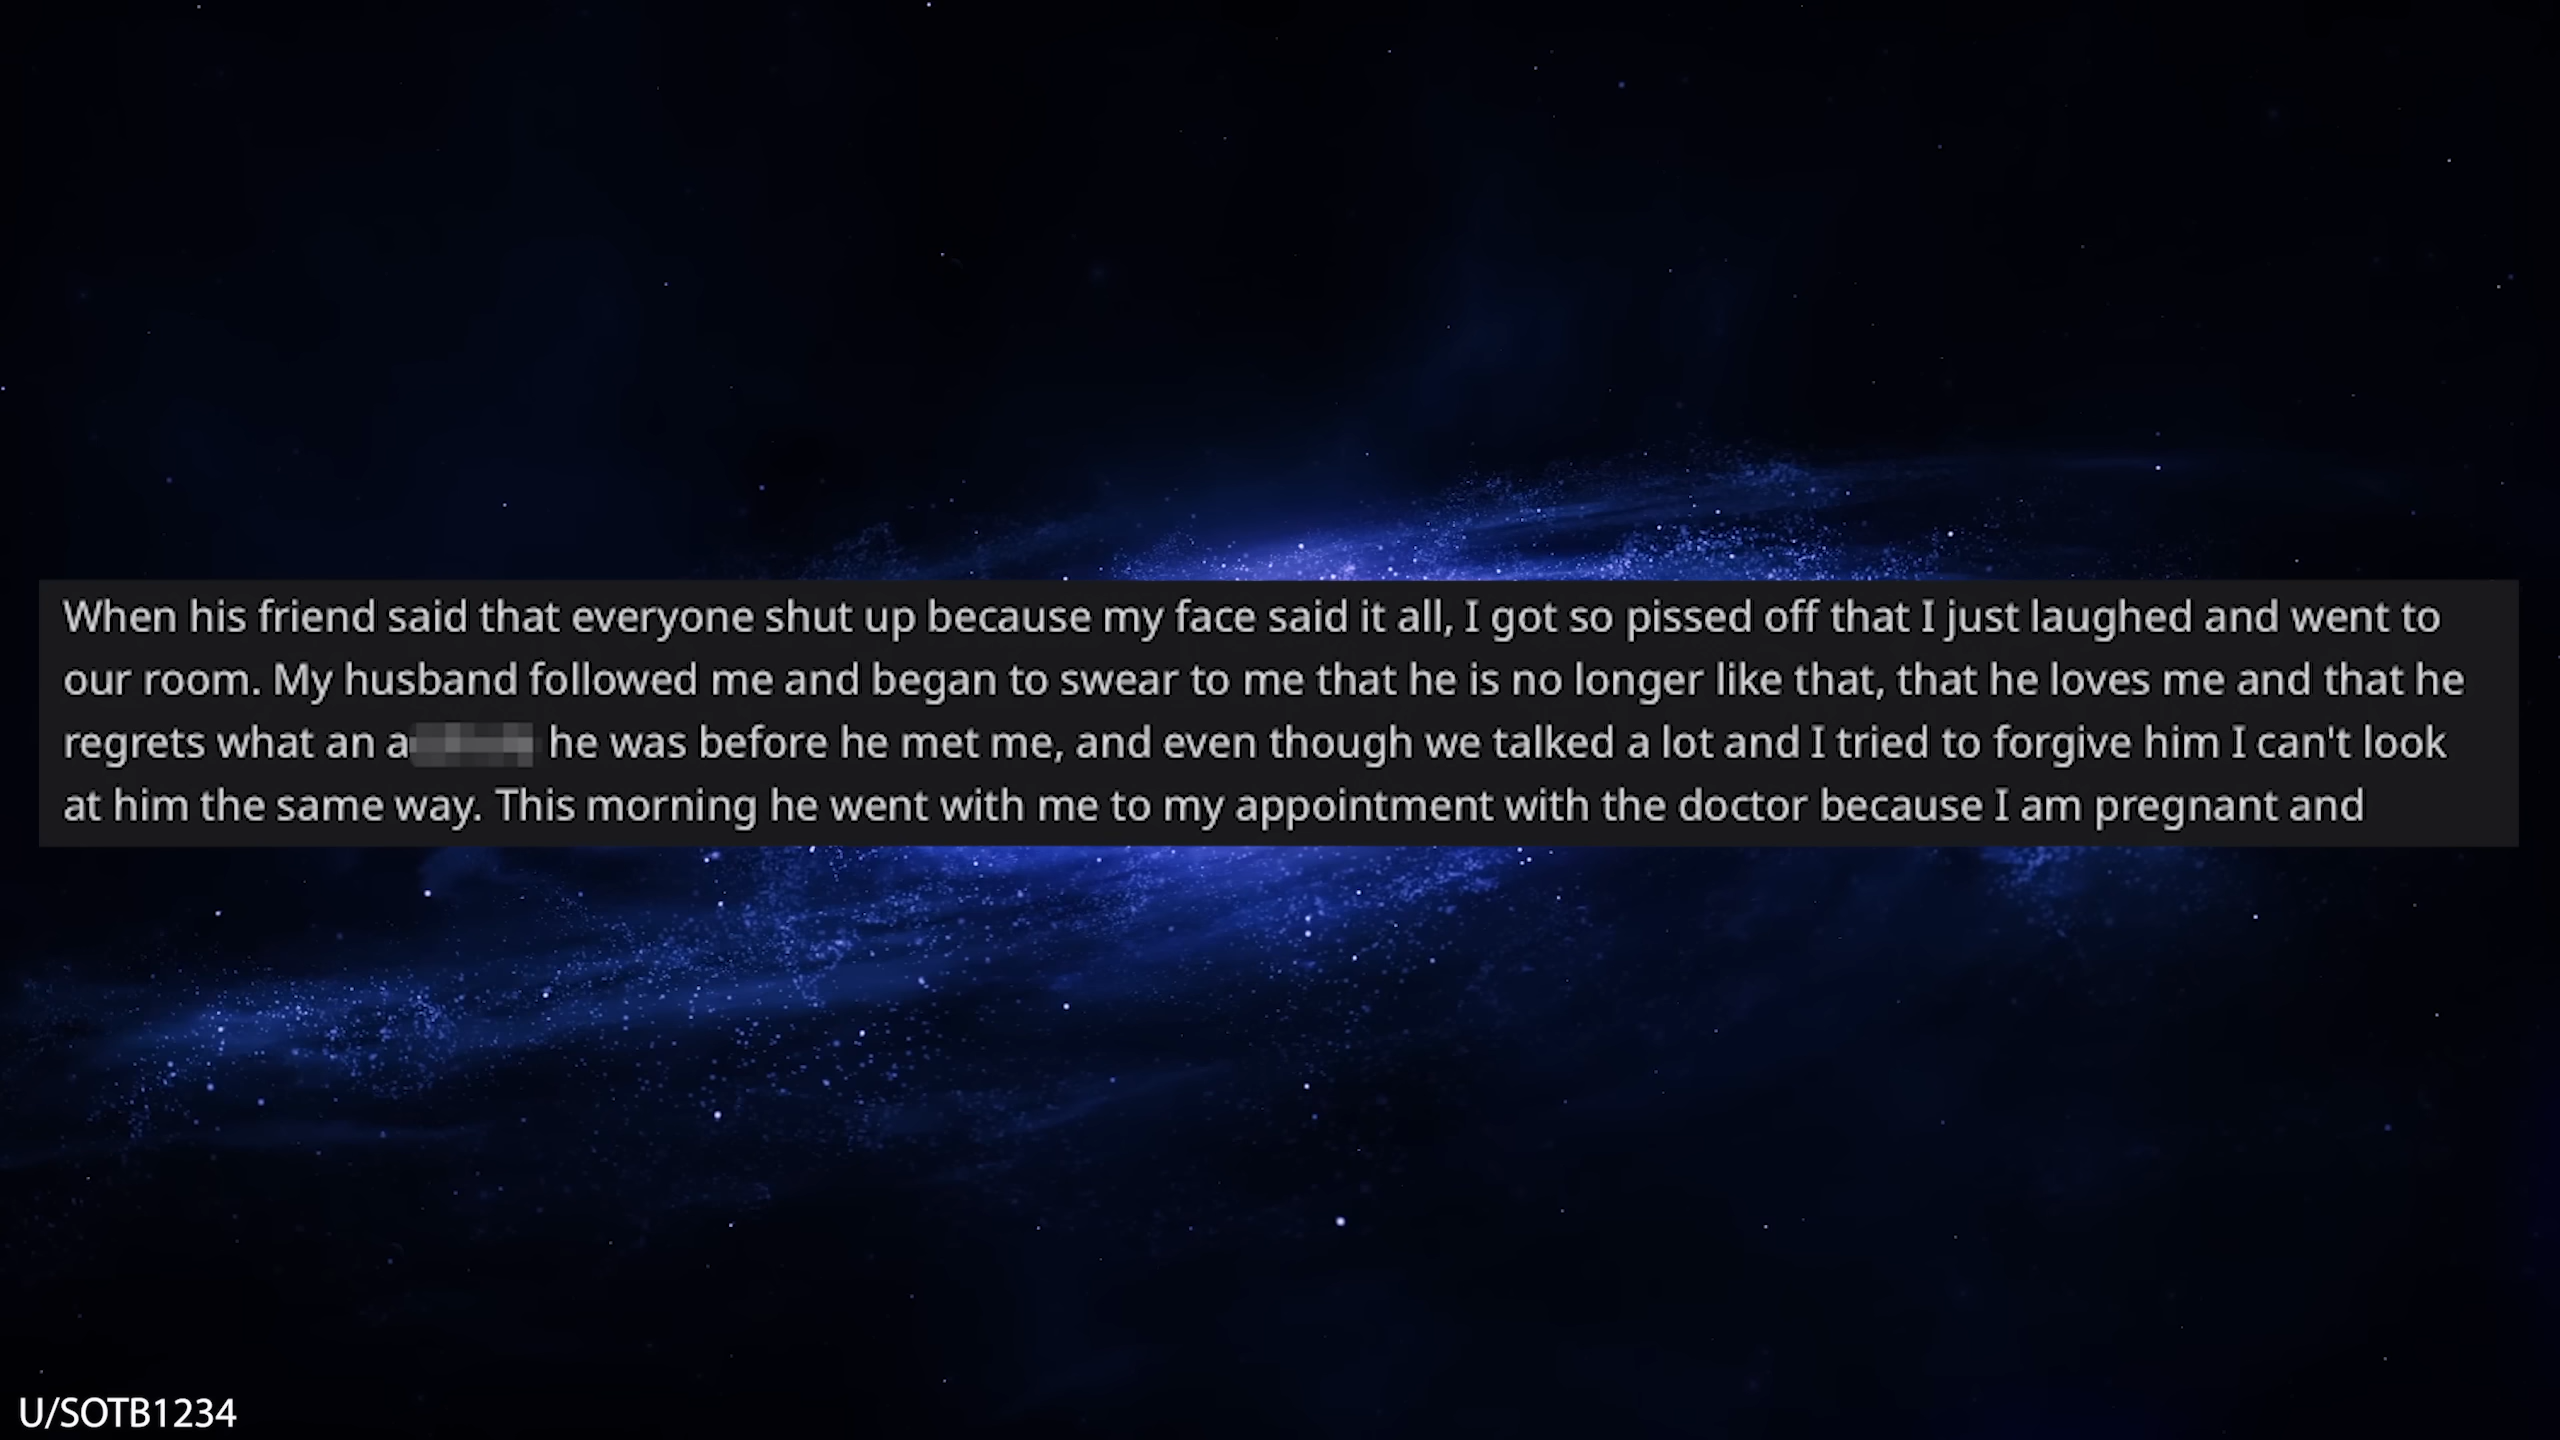 When his friend said that everyone shut up because my face said it all, I got so pissed off that I just laughed and went to
our room. My husband followed me and began to swear to me that he is no longer like that, that he loves me and that he
regrets what an a he was before he met me, and even though we talked a lot and I tried to forgive him I can't look
at him the same way. This morning he went with me to my appointment with the doctor because I am pregnant and
U/SOTB1234